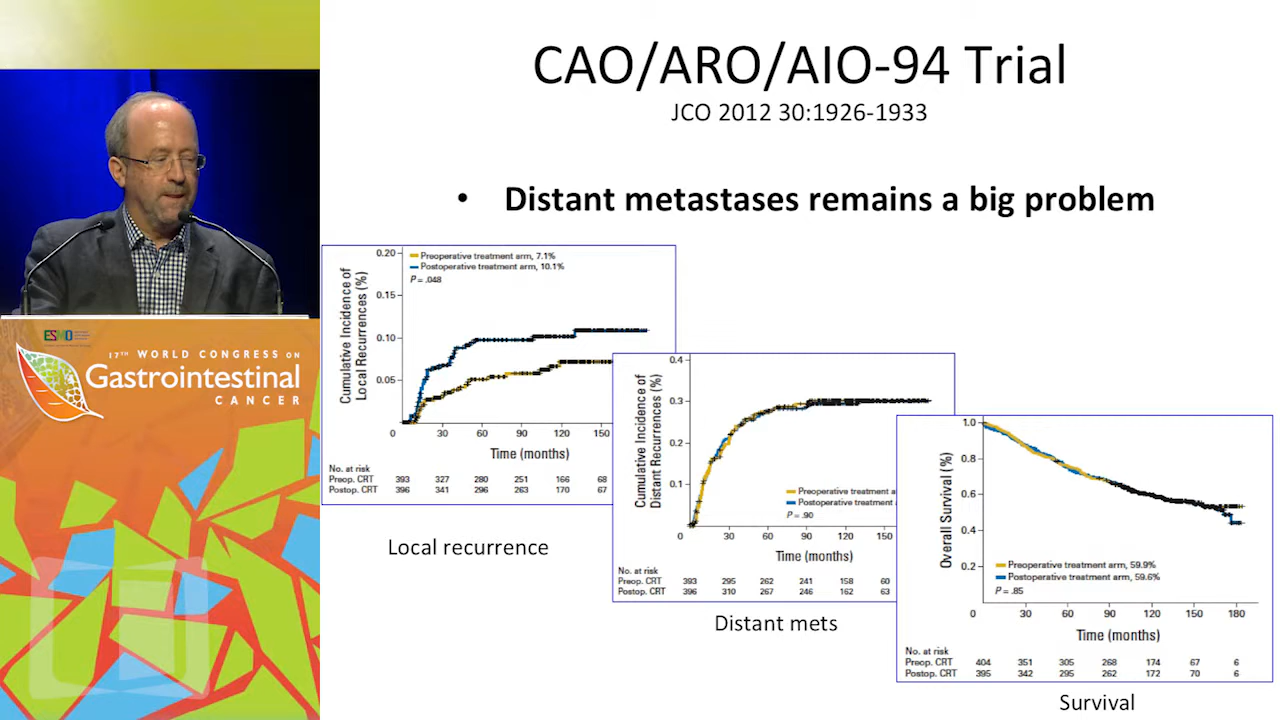 CAO/ARO/AIO-94 Trial
JCO 2012 30:1926-1933
• Distant metastases remains a big problem
Cumulative Incidence of
Local Recurrences (%)
0.20
0.15
0.10
0.05
Preoperative treatment arm, 7.1%
Postoperative treatment arm, 10.1%
P = .048
0 30 60 90 120 150
Time (months)
No. at risk
Preop. CRT 393 327 280 251 166 68
Postop. CRT 396 341 296 263 170 67
Local recurrence
Cumulative Incidence of
Distant Recurrences (%)
0.4
0.3
0.2
0.1
Preoperative treatment a
Postoperative treatment
P = .90
0 30 60 90 120 150
Time (months)
No. at risk
Preop. CRT 393 295 262 241 158 60
Postop. CRT 396 310 267 246 162 63
Distant mets
Overall Survival (%)
1.0
0.8
0.6
0.4
0.2
Preoperative treatment arm, 59.9%
Postoperative treatment arm, 59.6%
P = .85
0 30 60 90 120 150 180
Time (months)
No. at risk
Preop. CRT 404 351 305 268 174 67 6
Postop. CRT 395 342 295 262 172 70 6
Survival
ESMO
17TH WORLD CONGRESS ON
Gastrointestinal
CANCER